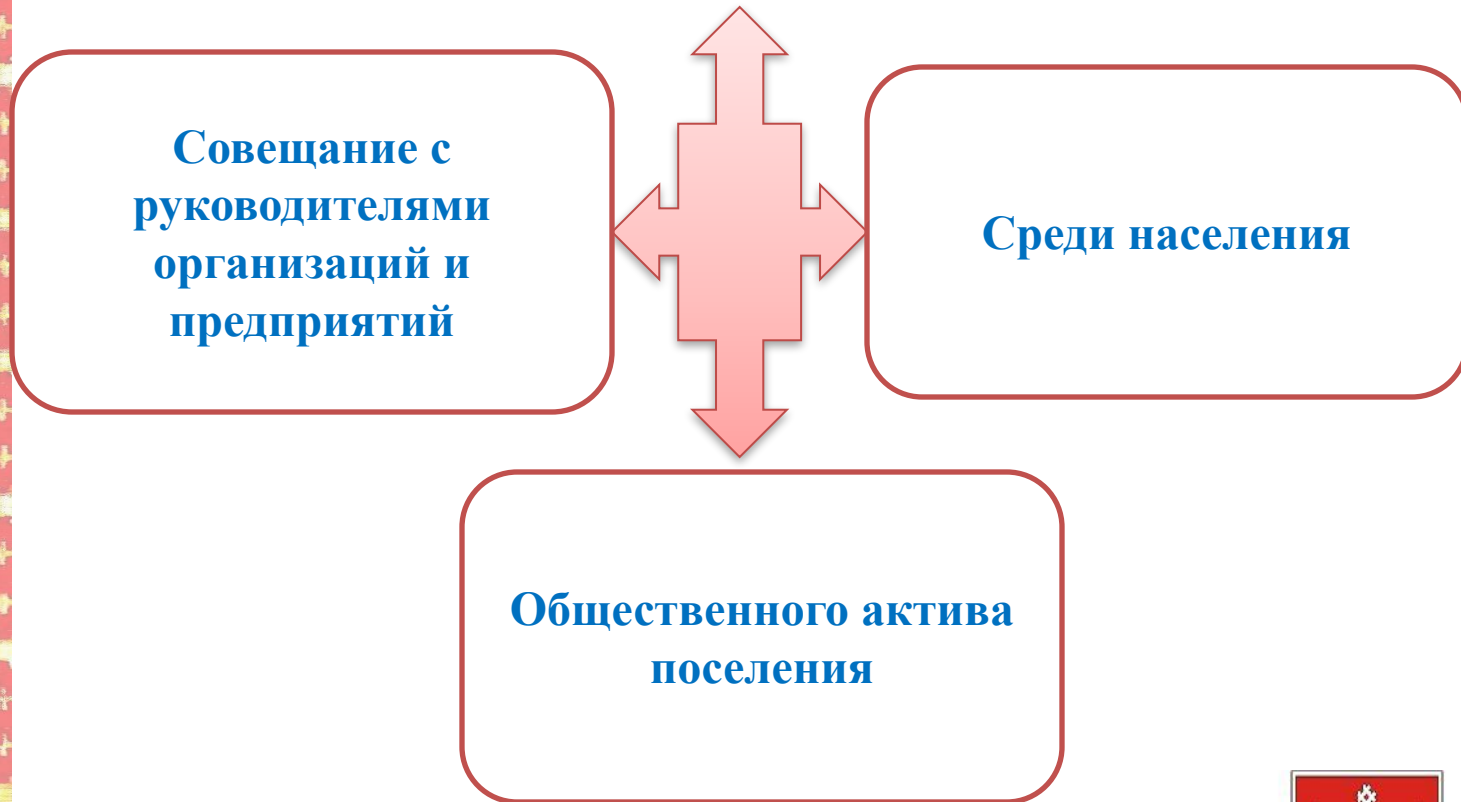 Совещание с
руководителями
организаций и
предприятий
Среди населения
Общественного актива
поселения